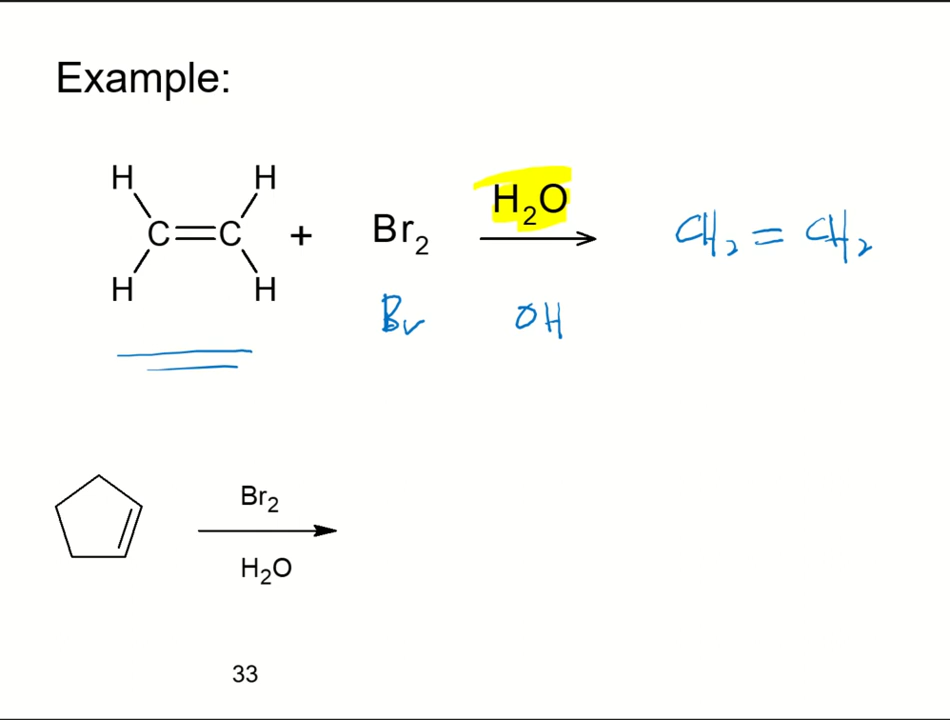 Example:
H H
C=C + Br₂ H₂O → CH₂ = CH₂
H H
Br OH
Br₂
H₂O
33